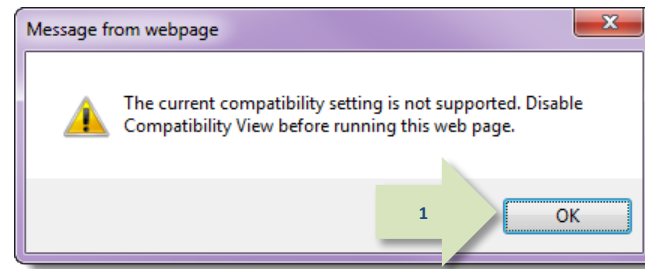 Message from webpage
The current compatibility setting is not supported. Disable
Compatibility View before running this web page.
1
OK